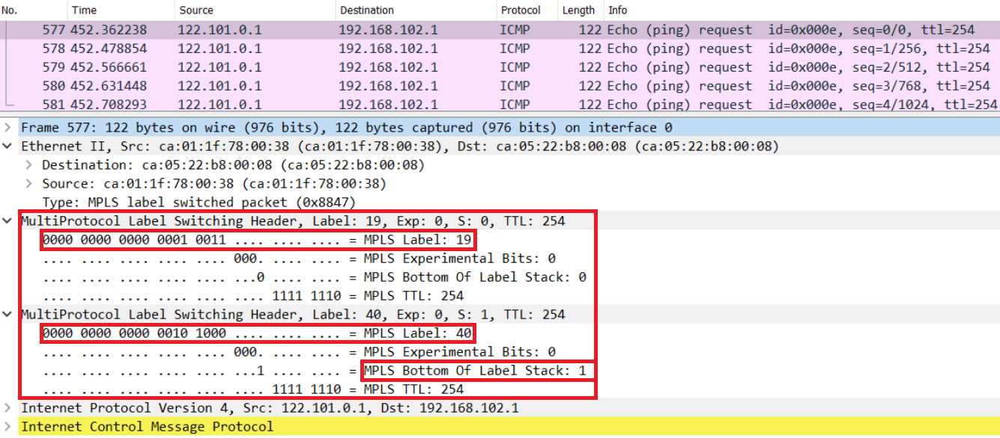 No. Time Source Destination Protocol Length Info
577 452.362238 122.101.0.1 192.168.102.1 ICMP 122 Echo (ping) request id=0x000e, seq=0/0, ttl=254
578 452.478854 122.101.0.1 192.168.102.1 ICMP 122 Echo (ping) request id=0x000e, seq=1/256, ttl=254
579 452.566661 122.101.0.1 192.168.102.1 ICMP 122 Echo (ping) request id=0x000e, seq=2/512, ttl=254
580 452.631448 122.101.0.1 192.168.102.1 ICMP 122 Echo (ping) request id=0x000e, seq=3/768, ttl=254
581 452.708293 122.101.0.1 192.168.102.1 ICMP 122 Echo (ping) request id=0x000e, seq=4/1024, ttl=254
Frame 577: 122 bytes on wire (976 bits), 122 bytes captured (976 bits) on interface 0
Ethernet II, Src: ca:01:1f:78:00:38 (ca:01:1f:78:00:38), Dst: ca:05:22:b8:00:08 (ca:05:22:b8:00:08)
Destination: ca:05:22:b8:00:08 (ca:05:22:b8:00:08)
Source: ca:01:1f:78:00:38 (ca:01:1f:78:00:38)
Type: MPLS label switched packet (0x8847)
MultiProtocol Label Switching Header, Label: 19, Exp: 0, S: 0, TTL: 254
0000 0000 0000 0001 0011 .... .... .... = MPLS Label: 19
.... .... .... .... .... 000. .... .... = MPLS Experimental Bits: 0
.... .... .... .... .... ...0 .... .... = MPLS Bottom Of Label Stack: 0
.... .... .... .... .... .... 1111 1110 = MPLS TTL: 254
MultiProtocol Label Switching Header, Label: 40, Exp: 0, S: 1, TTL: 254
0000 0000 0000 0010 1000 .... .... .... = MPLS Label: 40
.... .... .... .... .... 000. .... .... = MPLS Experimental Bits: 0
.... .... .... .... .... ...1 .... .... = MPLS Bottom Of Label Stack: 1
.... .... .... .... .... .... 1111 1110 = MPLS TTL: 254
Internet Protocol Version 4, Src: 122.101.0.1, Dst: 192.168.102.1
Internet Control Message Protocol